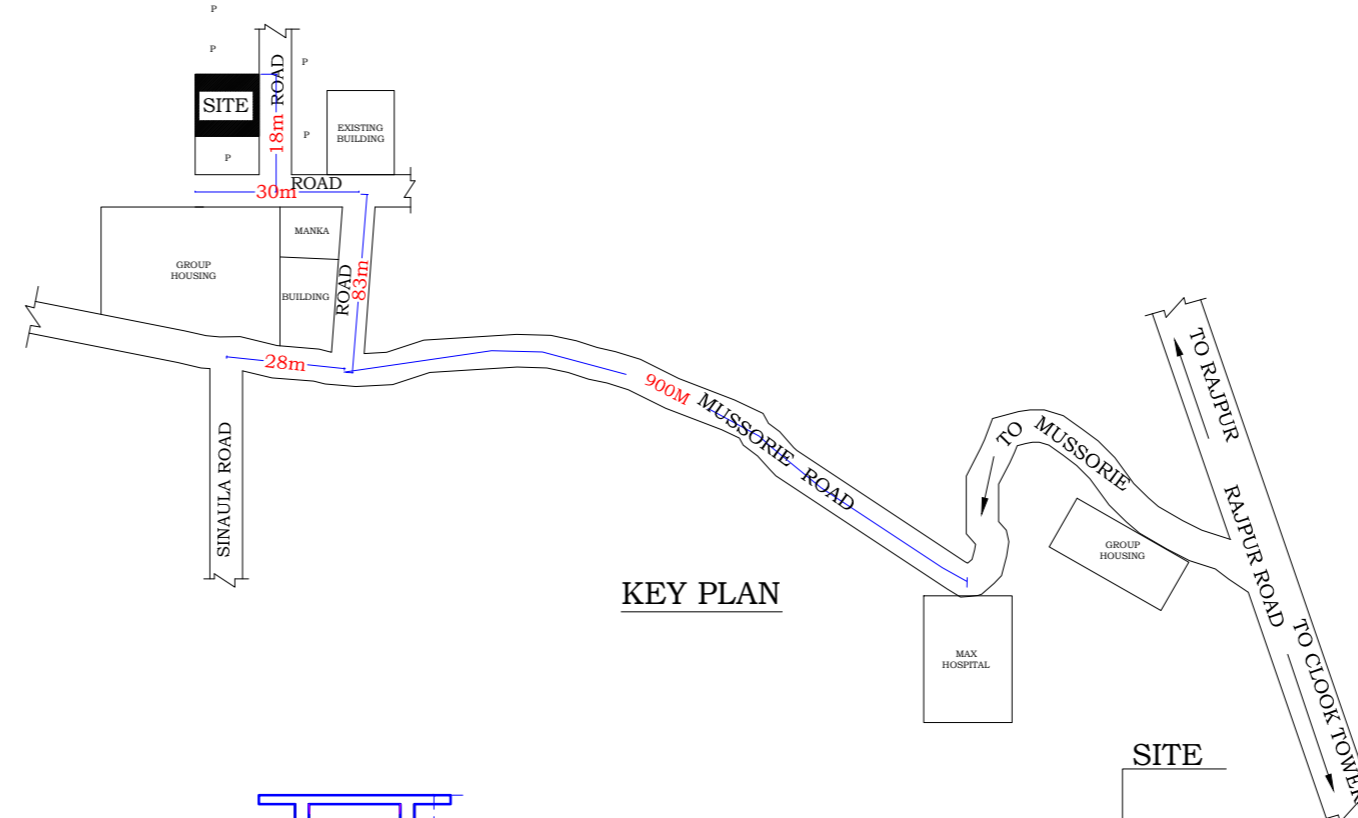 P
P
ROAD
P
SITE
18m
EXISTING
BUILDING
P
P
ROAD
30m
MANKA
GROUP
HOUSING
ROAD
83m
BUILDING
28m
900M
MUSSORIE ROAD
TO MUSSORIE
TO RAJPUR
SINAULA ROAD
RAJPUR ROAD
GROUP
HOUSING
KEY PLAN
TO CLOOK TOWER
MAX
HOSPITAL
SITE